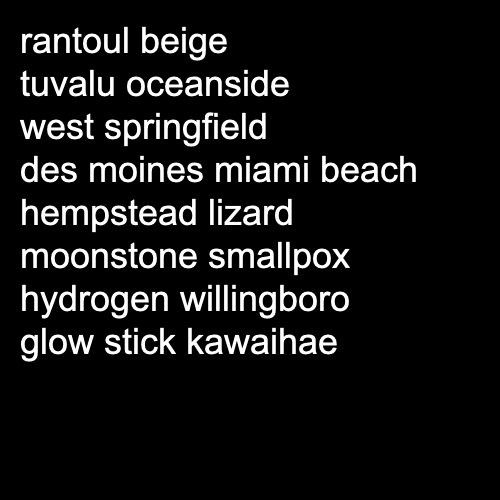 rantoul beige
tuvalu oceanside
west springfield
des moines miami beach
hempstead lizard
moonstone smallpox
hydrogen willingboro
glow stick kawaihae